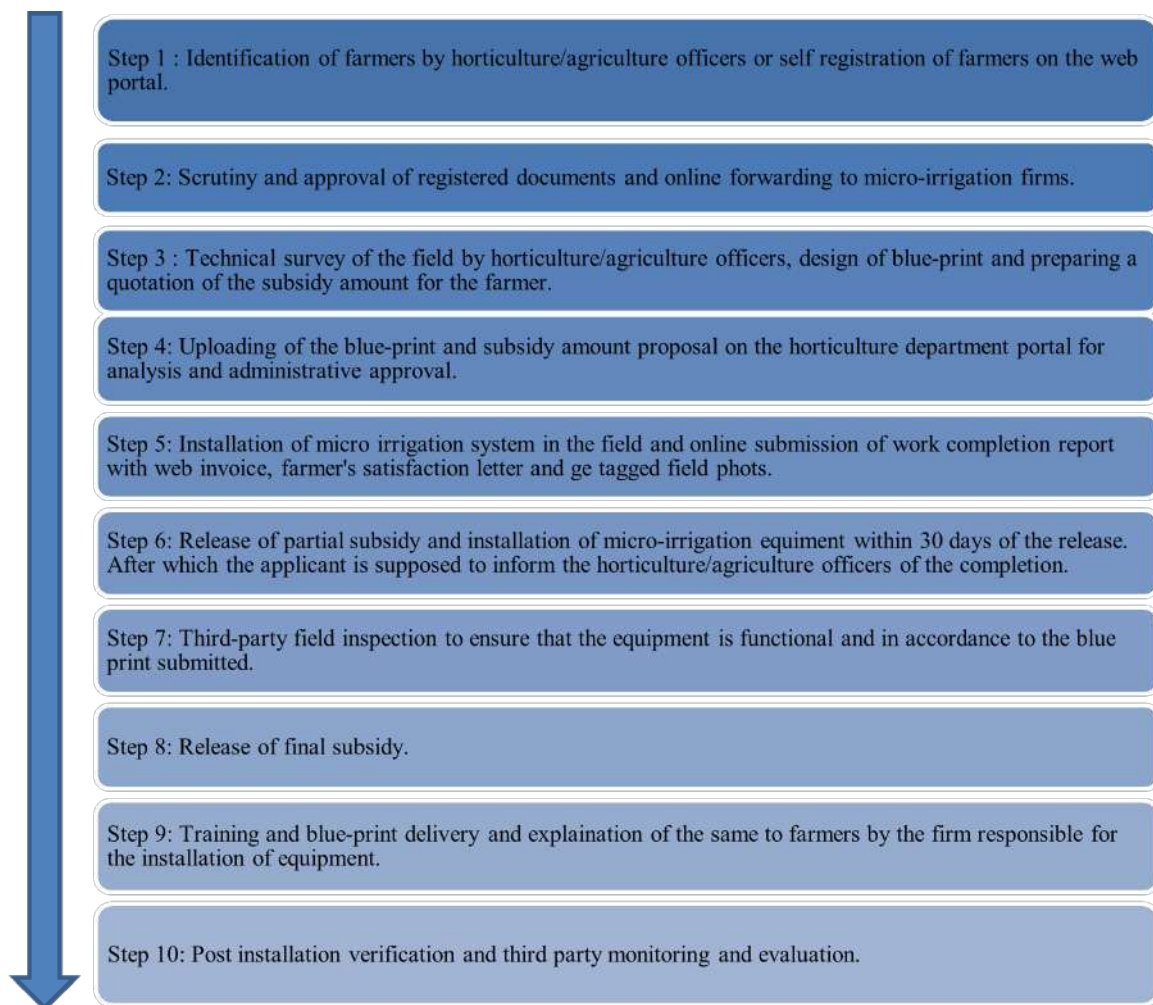 Step 1 : Identification of farmers by horticulture/agriculture officers or self registration of farmers on the web
portal.
Step 2: Scrutiny and approval of registered documents and online forwarding to micro-irrigation firms.
Step 3 : Technical survey of the field by horticulture/agriculture officers, design of blue-print and preparing a
quotation of the subsidy amount for the farmer.
Step 4: Uploading of the blue-print and subsidy amount proposal on the horticulture department portal for
analysis and administrative approval.
Step 5: Installation of micro irrigation system in the field and online submission of work completion report
with web invoice, farmer's satisfaction letter and ge tagged field phots.
Step 6: Release of partial subsidy and installation of micro-irrigation equiment within 30 days of the release.
After which the applicant is supposed to inform the horticulture/agriculture officers of the completion.
Step 7: Third-party field inspection to ensure that the equipment is functional and in accordance to the blue
print submitted.
Step 8: Release of final subsidy.
Step 9: Training and blue-print delivery and explaination of the same to farmers by the firm responsible for
the installation of equipment.
Step 10: Post installation verification and third party monitoring and evaluation.